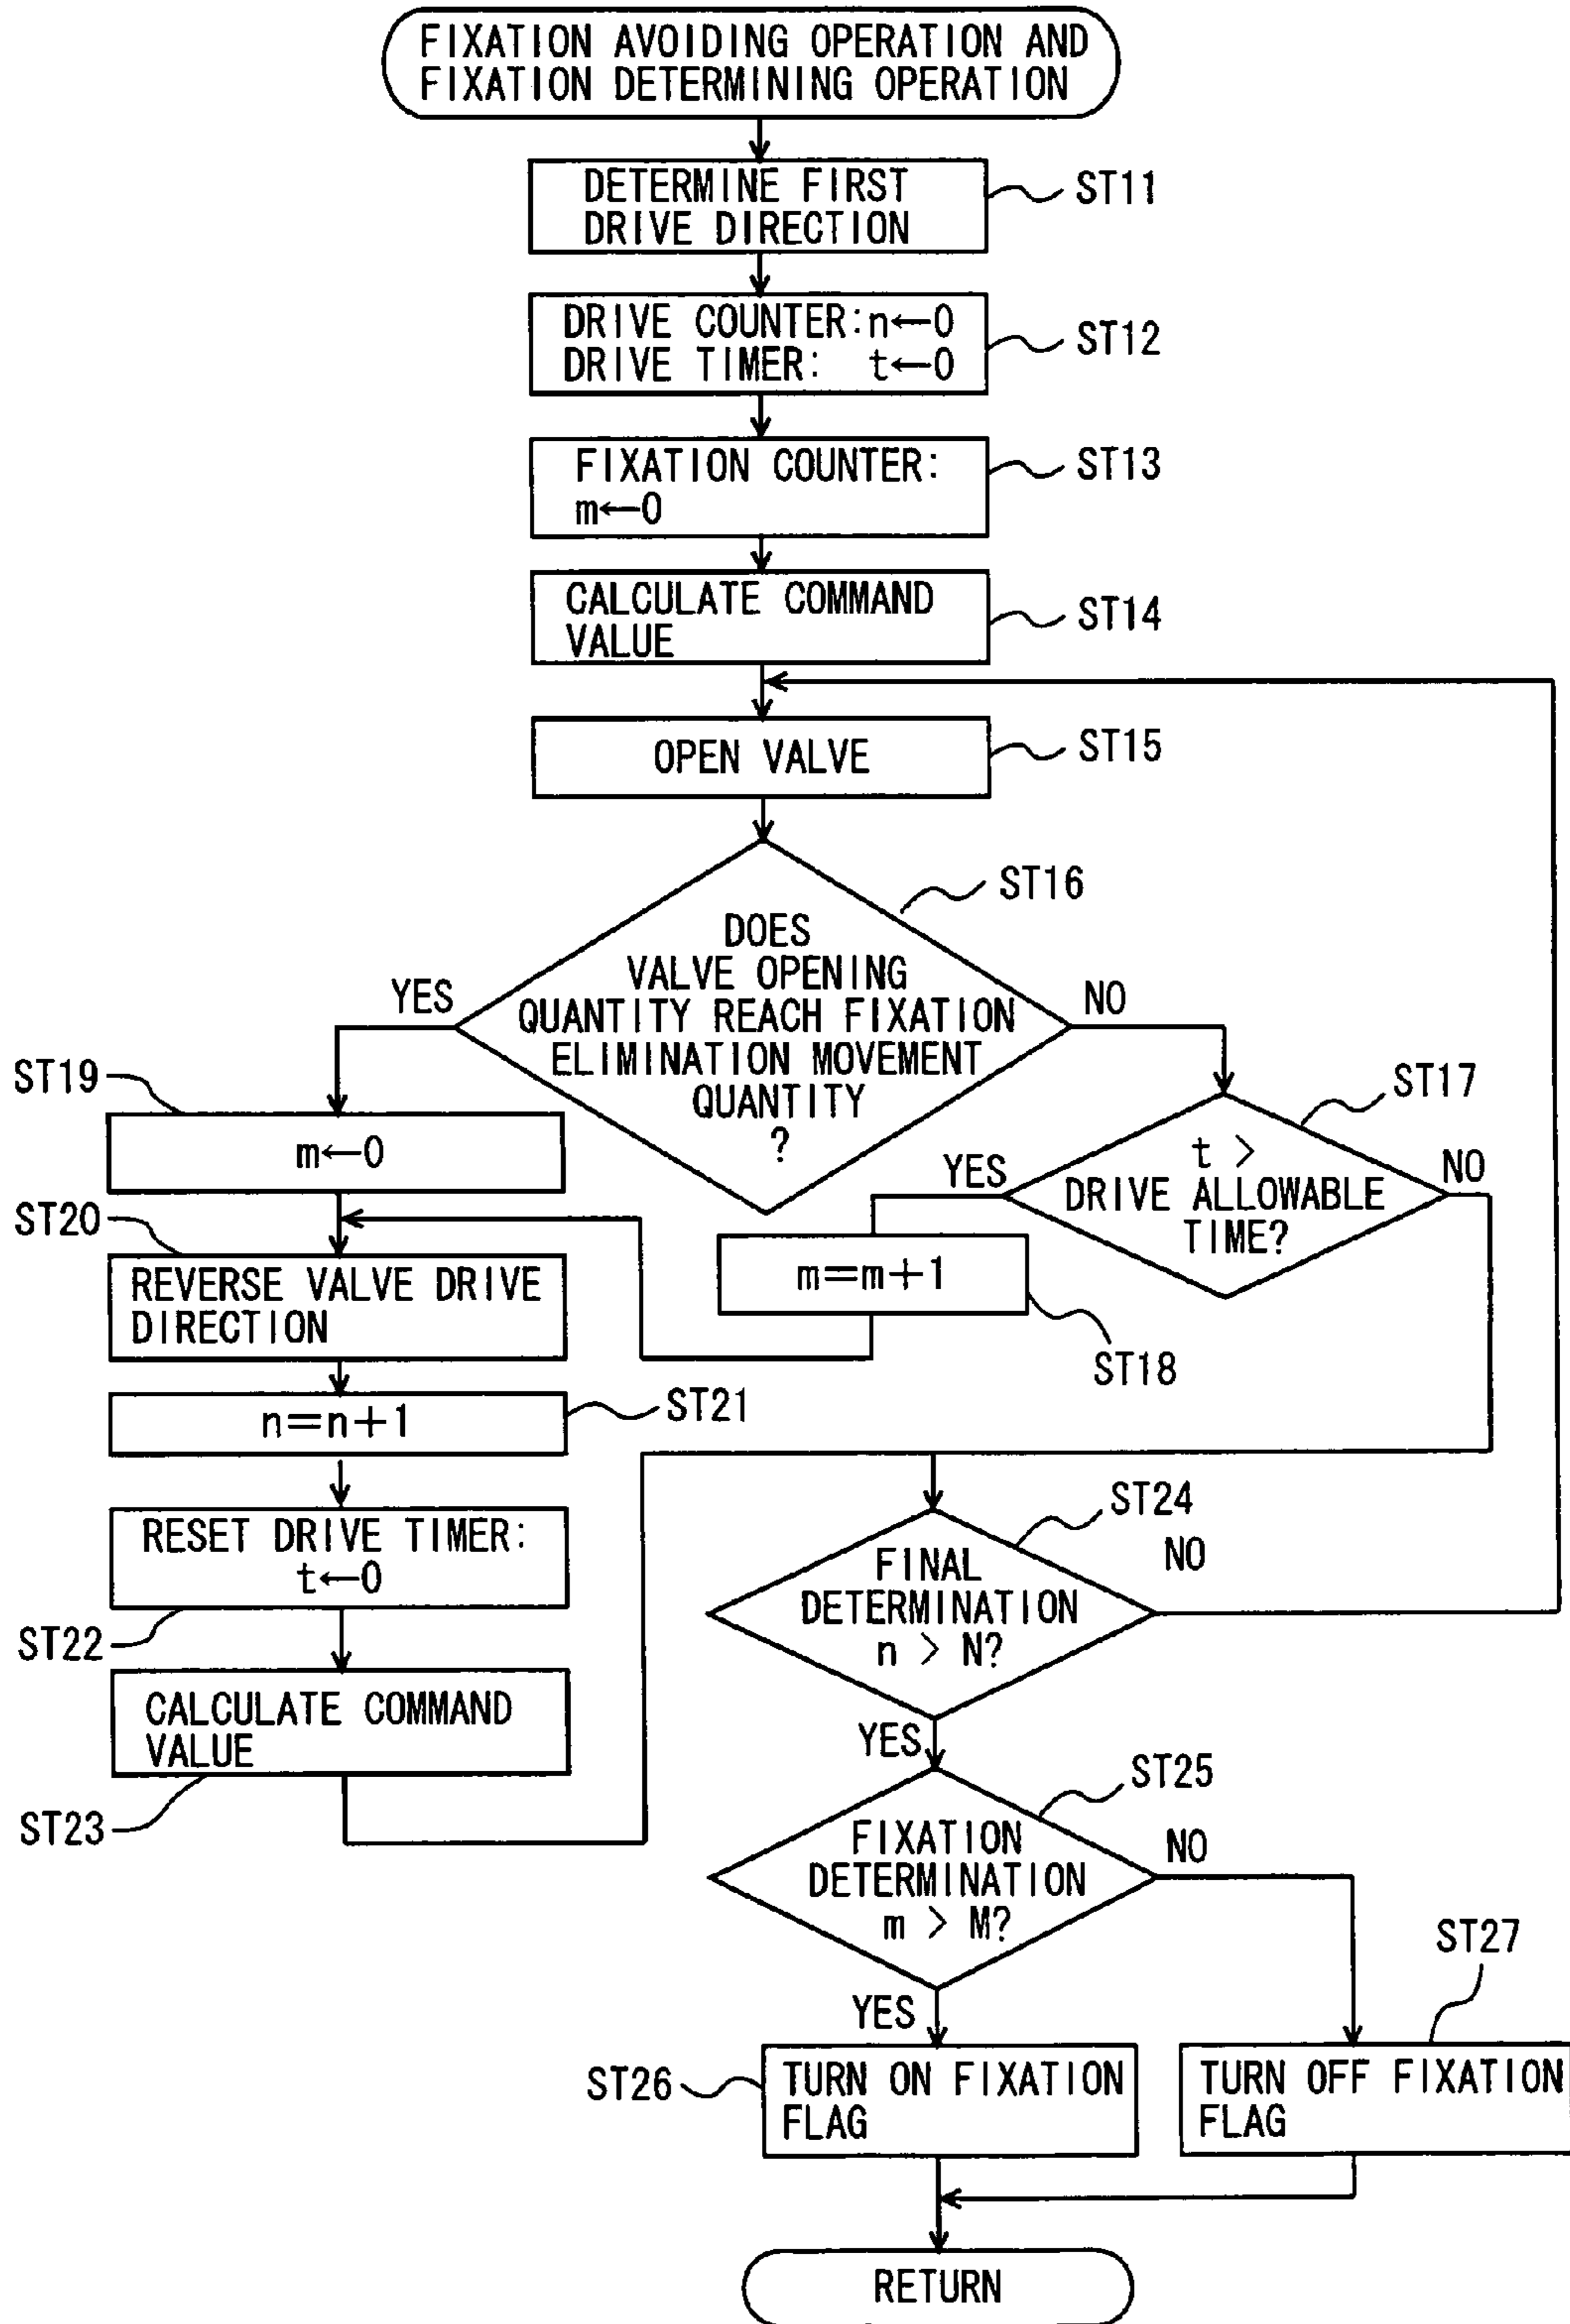 FIXATION AVOIDING OPERATION AND
FIXATION DETERMINING OPERATION
DETERMINE FIRST
DRIVE DIRECTION
ST11
DRIVE COUNTER:n←0
DRIVE TIMER: t←0
ST12
FIXATION COUNTER:
m←0
ST13
CALCULATE COMMAND
VALUE
ST14
OPEN VALVE
ST15
ST16
DOES
VALVE OPENING
QUANTITY REACH FIXATION
ELIMINATION MOVEMENT
QUANTITY
?
YES
NO
ST19
m←0
ST17
t >
DRIVE ALLOWABLE
TIME?
YES
NO
ST20
REVERSE VALVE DRIVE
DIRECTION
m=m+1
ST18
n=n+1
ST21
RESET DRIVE TIMER:
t←0
ST22
ST24
FINAL
DETERMINATION
n > N?
NO
YES
CALCULATE COMMAND
VALUE
ST23
ST25
FIXATION
DETERMINATION
m > M?
NO
YES
ST27
ST26
TURN ON FIXATION
FLAG
TURN OFF FIXATION
FLAG
RETURN